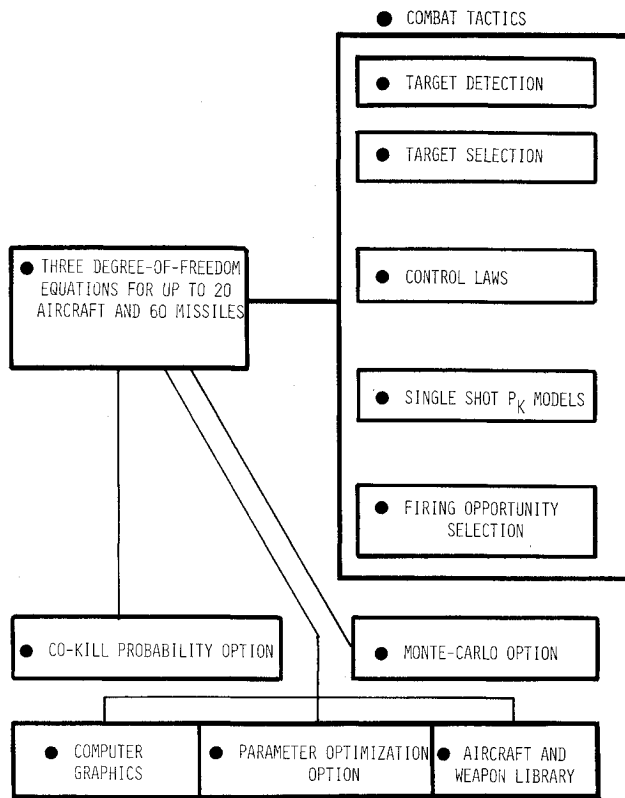 ● COMBAT TACTICS
● TARGET DETECTION
● TARGET SELECTION
● THREE DEGREE-OF-FREEDOM
EQUATIONS FOR UP TO 20
AIRCRAFT AND 60 MISSILES
● CONTROL LAWS
● SINGLE SHOT PK MODELS
● FIRING OPPORTUNITY
SELECTION
● CO-KILL PROBABILITY OPTION
● MONTE-CARLO OPTION
● COMPUTER
GRAPHICS
● PARAMETER OPTIMIZATION
OPTION
● AIRCRAFT AND
WEAPON LIBRARY